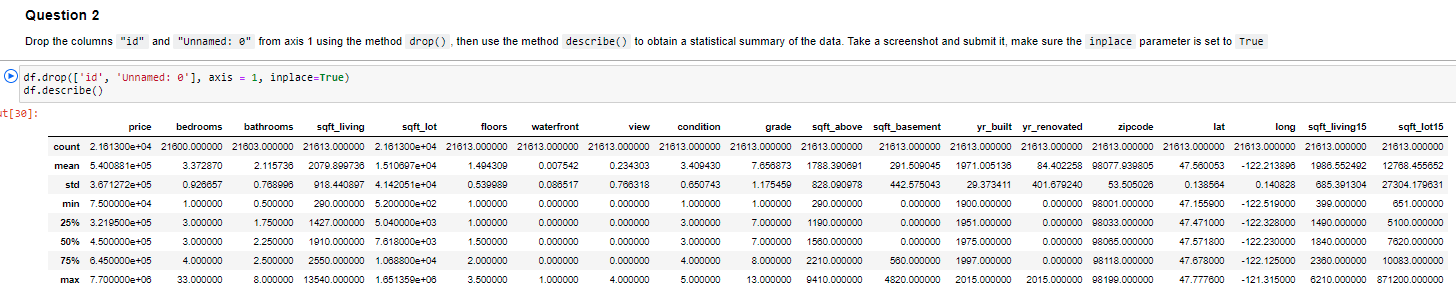 Question 2
Drop the columns "id" and "Unnamed: 0" from axis 1 using the method drop() , then use the method describe() to obtain a statistical summary of the data. Take a screenshot and submit it, make sure the inplace parameter is set to True
df.drop(['id', 'Unnamed: 0'], axis = 1, inplace=True)
df.describe()
ut[30]:
price bedrooms bathrooms sqft_living sqft_lot floors waterfront view condition grade sqft_above sqft_basement yr_built yr_renovated zipcode lat long sqft_living15 sqft_lot15
count 2.161300e+04 21600.000000 21603.000000 21613.000000 2.161300e+04 21613.000000 21613.000000 21613.000000 21613.000000 21613.000000 21613.000000 21613.000000 21613.000000 21613.000000 21613.000000 21613.000000 21613.000000 21613.000000 21613.000000
mean 5.400881e+05 3.372870 2.115736 2079.899736 1.510697e+04 1.494309 0.007542 0.234303 3.409430 7.656873 1788.390691 291.509045 1971.005136 84.402258 98077.939805 47.560053 -122.213896 1986.552492 12768.455652
std 3.671272e+05 0.926657 0.768996 918.440897 4.142051e+04 0.539989 0.086517 0.766318 0.650743 1.175459 828.090978 442.575043 29.373411 401.679240 53.505026 0.138564 0.140828 685.391304 27304.179631
min 7.500000e+04 1.000000 0.500000 290.000000 5.200000e+02 1.000000 0.000000 0.000000 1.000000 1.000000 290.000000 0.000000 1900.000000 0.000000 98001.000000 47.155900 -122.519000 399.000000 651.000000
25% 3.219500e+05 3.000000 1.750000 1427.000000 5.040000e+03 1.000000 0.000000 0.000000 3.000000 7.000000 1190.000000 0.000000 1951.000000 0.000000 98033.000000 47.471000 -122.328000 1490.000000 5100.000000
50% 4.500000e+05 3.000000 2.250000 1910.000000 7.618000e+03 1.500000 0.000000 0.000000 3.000000 7.000000 1560.000000 0.000000 1975.000000 0.000000 98065.000000 47.571800 -122.230000 1840.000000 7620.000000
75% 6.450000e+05 4.000000 2.500000 2550.000000 1.068800e+04 2.000000 0.000000 0.000000 4.000000 8.000000 2210.000000 560.000000 1997.000000 0.000000 98118.000000 47.678000 -122.125000 2360.000000 10083.000000
max 7.700000e+06 33.000000 8.000000 13540.000000 1.651359e+06 3.500000 1.000000 4.000000 5.000000 13.000000 9410.000000 4820.000000 2015.000000 2015.000000 98199.000000 47.777600 -121.315000 6210.000000 871200.000000